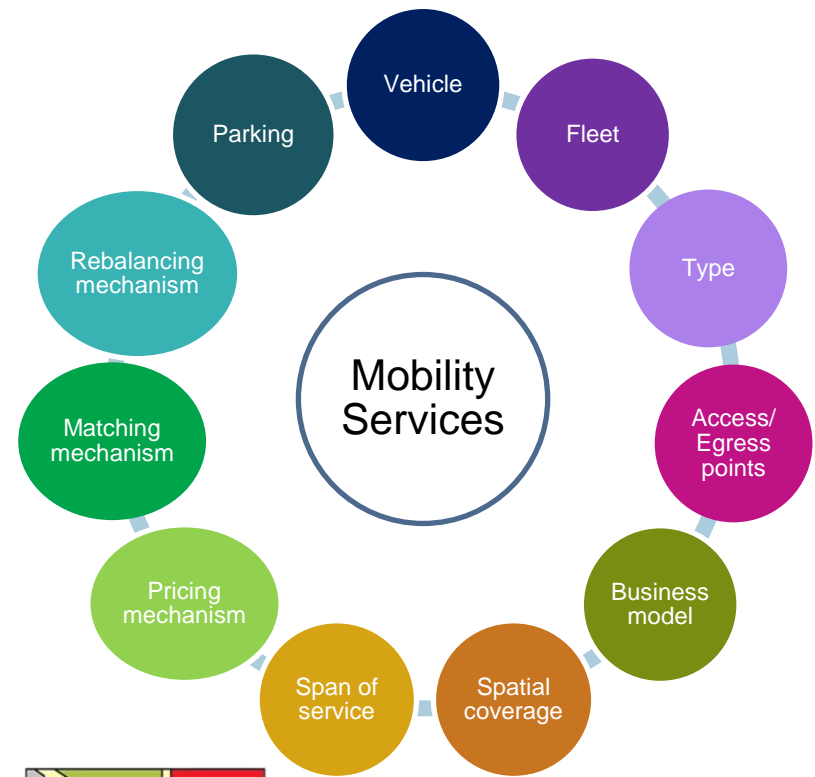 Vehicle
Fleet
Type
Access/
Egress
points
Business
model
Spatial
coverage
Span of
service
Pricing
mechanism
Matching
mechanism
Rebalancing
mechanism
Parking
Mobility
Services